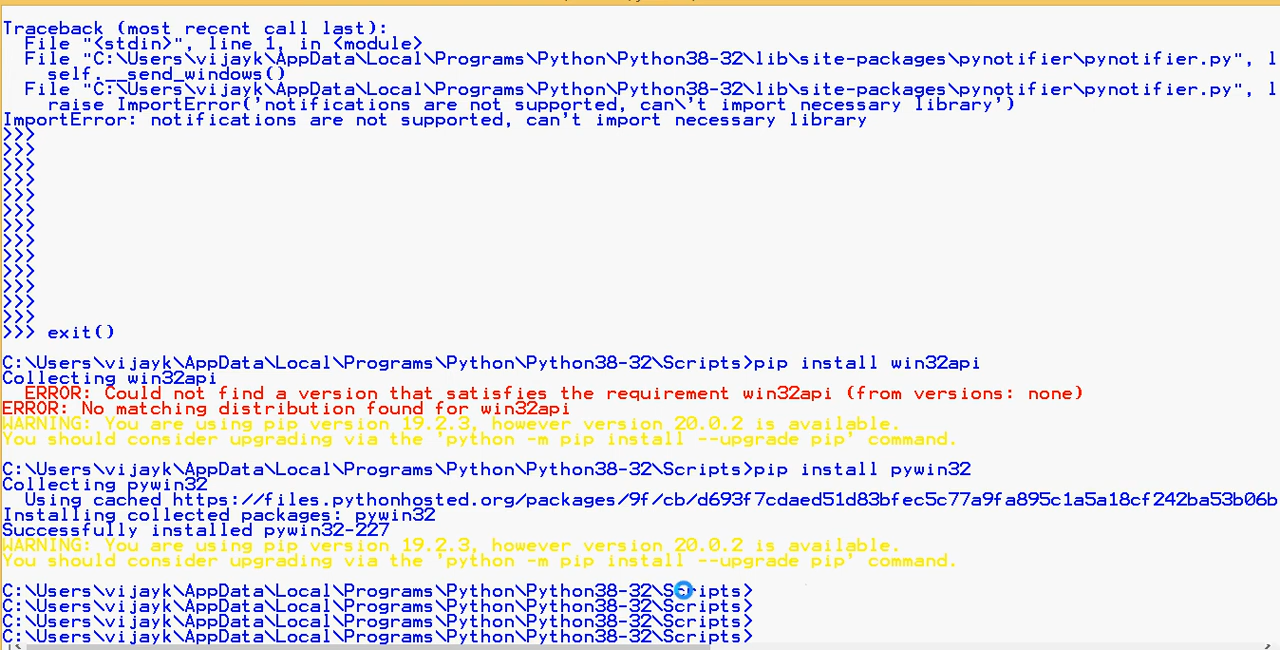 Traceback (most recent call last):
  File "<stdin>", line 1, in <module>
  File "C:\Users\vijayk\AppData\Local\Programs\Python\Python38-32\lib\site-packages\pynotifier\pynotifier.py", l
    self.__send_windows()
  File "C:\Users\vijayk\AppData\Local\Programs\Python\Python38-32\lib\site-packages\pynotifier\pynotifier.py", l
    raise ImportError('notifications are not supported, can\'t import necessary library')
ImportError: notifications are not supported, can't import necessary library
>>>
>>>
>>>
>>>
>>>
>>>
>>>
>>>
>>>
>>>
>>>
>>>
>>>
>>> exit()
C:\Users\vijayk\AppData\Local\Programs\Python\Python38-32\Scripts>pip install win32api
Collecting win32api
  ERROR: Could not find a version that satisfies the requirement win32api (from versions: none)
ERROR: No matching distribution found for win32api
WARNING: You are using pip version 19.2.3, however version 20.0.2 is available.
You should consider upgrading via the 'python -m pip install --upgrade pip' command.
C:\Users\vijayk\AppData\Local\Programs\Python\Python38-32\Scripts>pip install pywin32
Collecting pywin32
  Using cached https://files.pythonhosted.org/packages/9f/cb/d693f7cdaed51d83bfec5c77a9fa895c1a5a18cf242ba53b06b
Installing collected packages: pywin32
Successfully installed pywin32-227
WARNING: You are using pip version 19.2.3, however version 20.0.2 is available.
You should consider upgrading via the 'python -m pip install --upgrade pip' command.
C:\Users\vijayk\AppData\Local\Programs\Python\Python38-32\Scripts>
C:\Users\vijayk\AppData\Local\Programs\Python\Python38-32\Scripts>
C:\Users\vijayk\AppData\Local\Programs\Python\Python38-32\Scripts>
C:\Users\vijayk\AppData\Local\Programs\Python\Python38-32\Scripts>